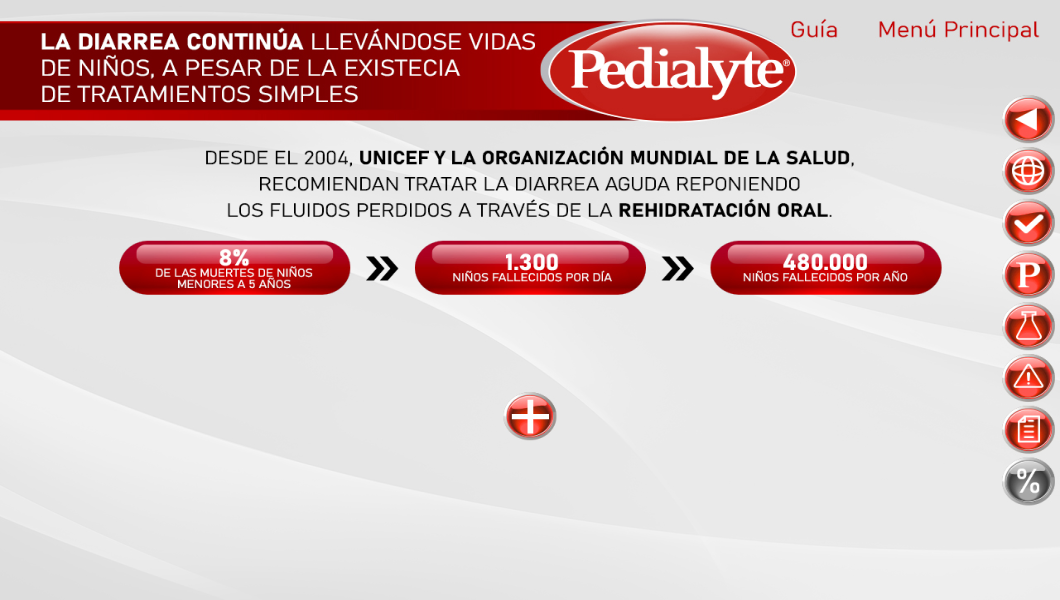 LA DIARREA CONTINÚA LLEVÁNDOSE VIDAS
DE NIÑOS, A PESAR DE LA EXISTECIA
DE TRATAMIENTOS SIMPLES
Pedialyte®
Guía
Menú Principal
DESDE EL 2004, UNICEF Y LA ORGANIZACIÓN MUNDIAL DE LA SALUD,
RECOMIENDAN TRATAR LA DIARREA AGUDA REPONIENDO
LOS FLUIDOS PERDIDOS A TRAVÉS DE LA REHIDRATACIÓN ORAL.
8%
DE LAS MUERTES DE NIÑOS
MENORES A 5 AÑOS
1.300
NIÑOS FALLECIDOS POR DÍA
480.000
NIÑOS FALLECIDOS POR AÑO
P
%